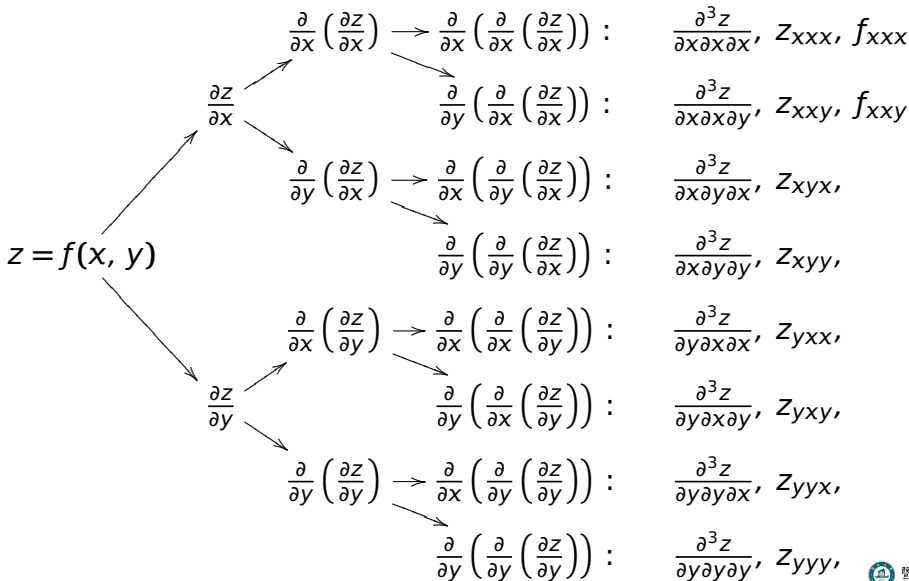 ∂/∂x (∂z/∂x) → ∂/∂x (∂/∂x (∂z/∂x)) : ∂³z/∂x∂x∂x, z_xxx, f_xxx
∂z/∂x ∂/∂y (∂/∂x (∂z/∂x)) : ∂³z/∂x∂x∂y, z_xxy, f_xxy
∂/∂y (∂z/∂x) → ∂/∂x (∂/∂y (∂z/∂x)) : ∂³z/∂x∂y∂x, z_xyx,
z = f(x, y) ∂/∂y (∂/∂y (∂z/∂x)) : ∂³z/∂x∂y∂y, z_xyy,
∂/∂x (∂z/∂y) → ∂/∂x (∂/∂x (∂z/∂y)) : ∂³z/∂y∂x∂x, z_yxx,
∂z/∂y ∂/∂y (∂/∂x (∂z/∂y)) : ∂³z/∂y∂x∂y, z_yxy,
∂/∂y (∂z/∂y) → ∂/∂x (∂/∂y (∂z/∂y)) : ∂³z/∂y∂y∂x, z_yyx,
∂/∂y (∂/∂y (∂z/∂y)) : ∂³z/∂y∂y∂y, z_yyy,